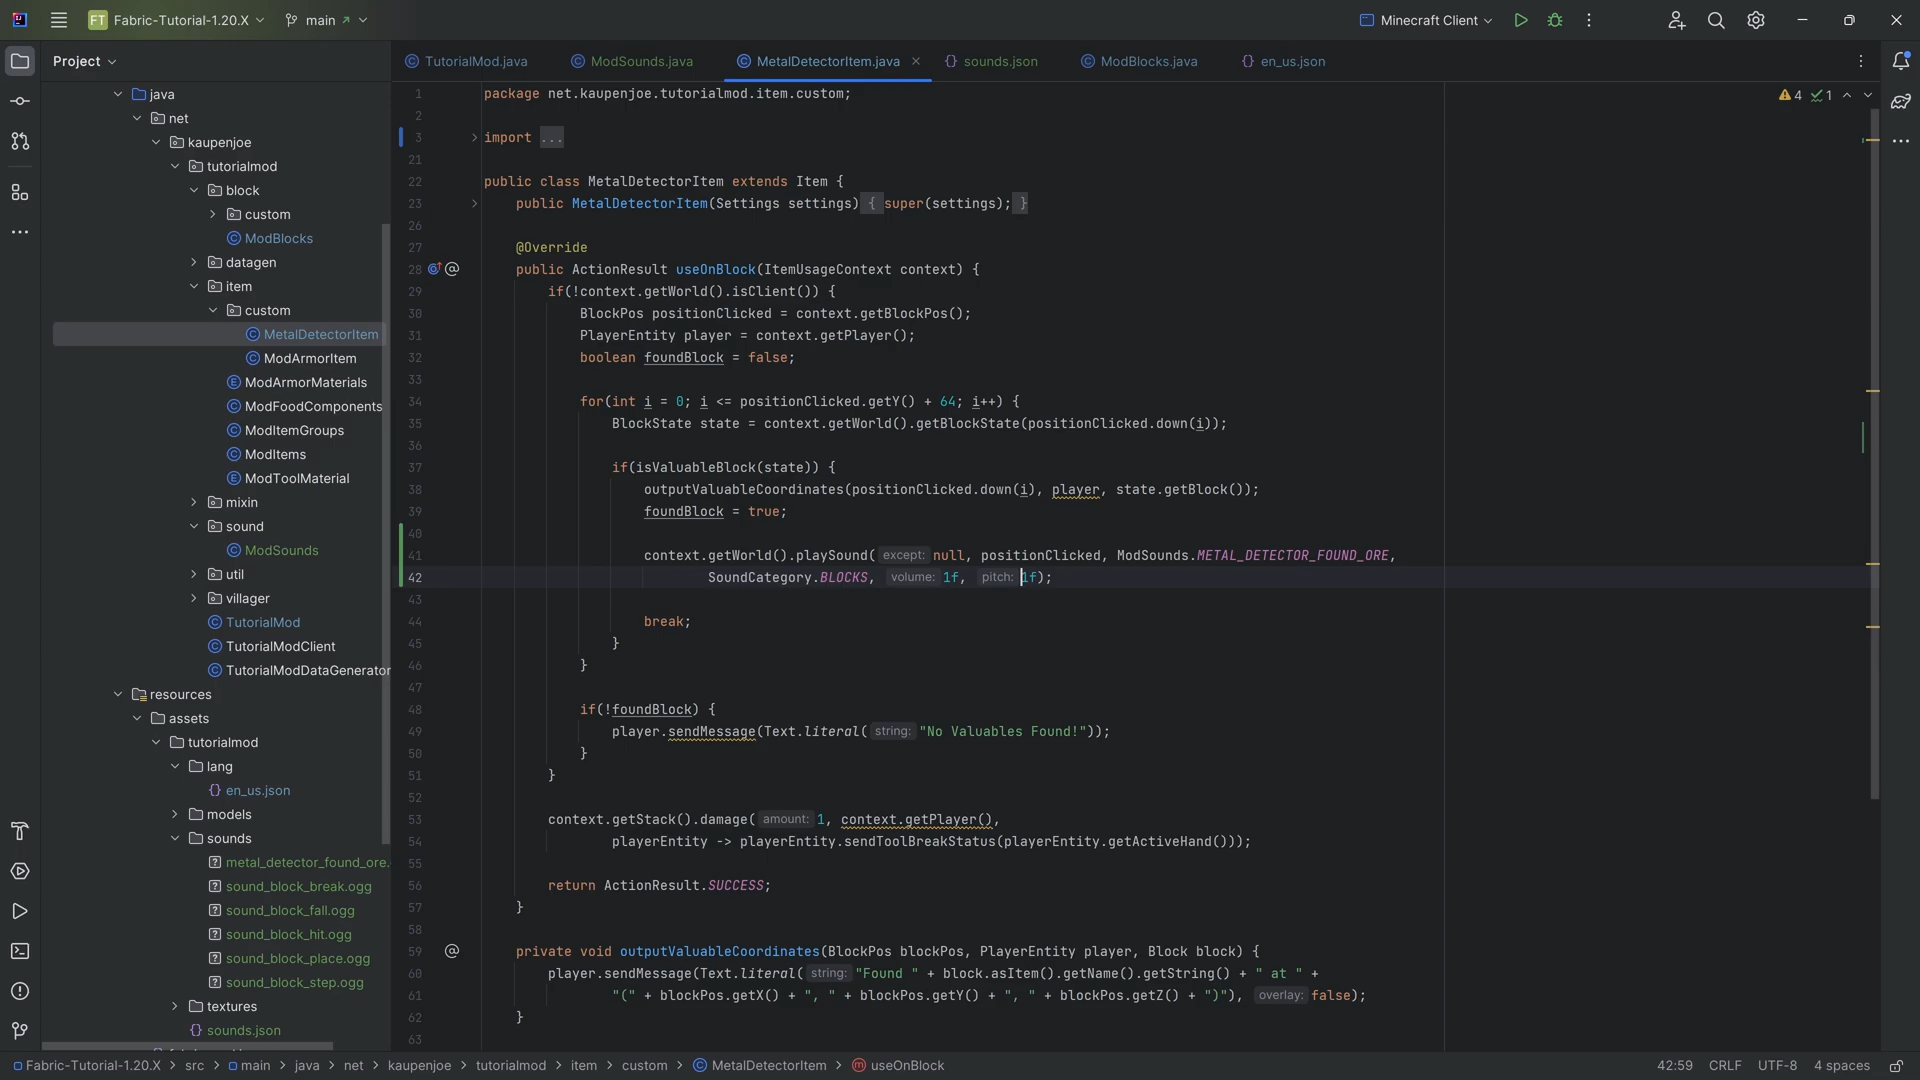 FT Fabric-Tutorial-1.20.X main Minecraft Client
Project
TutorialMod.java ModSounds.java MetalDetectorItem.java sounds.json ModBlocks.java en_us.json
java
net
kaupenjoe
tutorialmod
block
custom
ModBlocks
datagen
item
custom
MetalDetectorItem
ModArmorItem
ModArmorMaterials
ModFoodComponents
ModItemGroups
ModItems
ModToolMaterial
mixin
sound
ModSounds
util
villager
TutorialMod
TutorialModClient
TutorialModDataGenerator
resources
assets
tutorialmod
lang
en_us.json
models
sounds
metal_detector_found_ore.
sound_block_break.ogg
sound_block_fall.ogg
sound_block_hit.ogg
sound_block_place.ogg
sound_block_step.ogg
textures
sounds.json
4 1
1 package net.kaupenjoe.tutorialmod.item.custom;
2
3 import ...
21
22 public class MetalDetectorItem extends Item {
23 public MetalDetectorItem(Settings settings) { super(settings); }
26
27 @Override
28 public ActionResult useOnBlock(ItemUsageContext context) {
29 if(!context.getWorld().isClient()) {
30 BlockPos positionClicked = context.getBlockPos();
31 PlayerEntity player = context.getPlayer();
32 boolean foundBlock = false;
33
34 for(int i = 0; i <= positionClicked.getY() + 64; i++) {
35 BlockState state = context.getWorld().getBlockState(positionClicked.down(i));
36
37 if(isValuableBlock(state)) {
38 outputValuableCoordinates(positionClicked.down(i), player, state.getBlock());
39 foundBlock = true;
40
41 context.getWorld().playSound( except: null, positionClicked, ModSounds.METAL_DETECTOR_FOUND_ORE,
42 SoundCategory.BLOCKS, volume: 1f, pitch: 1f);
43
44 break;
45 }
46 }
47
48 if(!foundBlock) {
49 player.sendMessage(Text.literal( string: "No Valuables Found!"));
50 }
51 }
52
53 context.getStack().damage( amount: 1, context.getPlayer(),
54 playerEntity -> playerEntity.sendToolBreakStatus(playerEntity.getActiveHand()));
55
56 return ActionResult.SUCCESS;
57 }
58
59 private void outputValuableCoordinates(BlockPos blockPos, PlayerEntity player, Block block) {
60 player.sendMessage(Text.literal( string: "Found " + block.asItem().getName().getString() + " at " +
61 "(" + blockPos.getX() + ", " + blockPos.getY() + ", " + blockPos.getZ() + ")"), overlay: false);
62 }
63
Fabric-Tutorial-1.20.X > src > main > java > net > kaupenjoe > tutorialmod > item > custom > MetalDetectorItem > useOnBlock 42:59 CRLF UTF-8 4 spaces